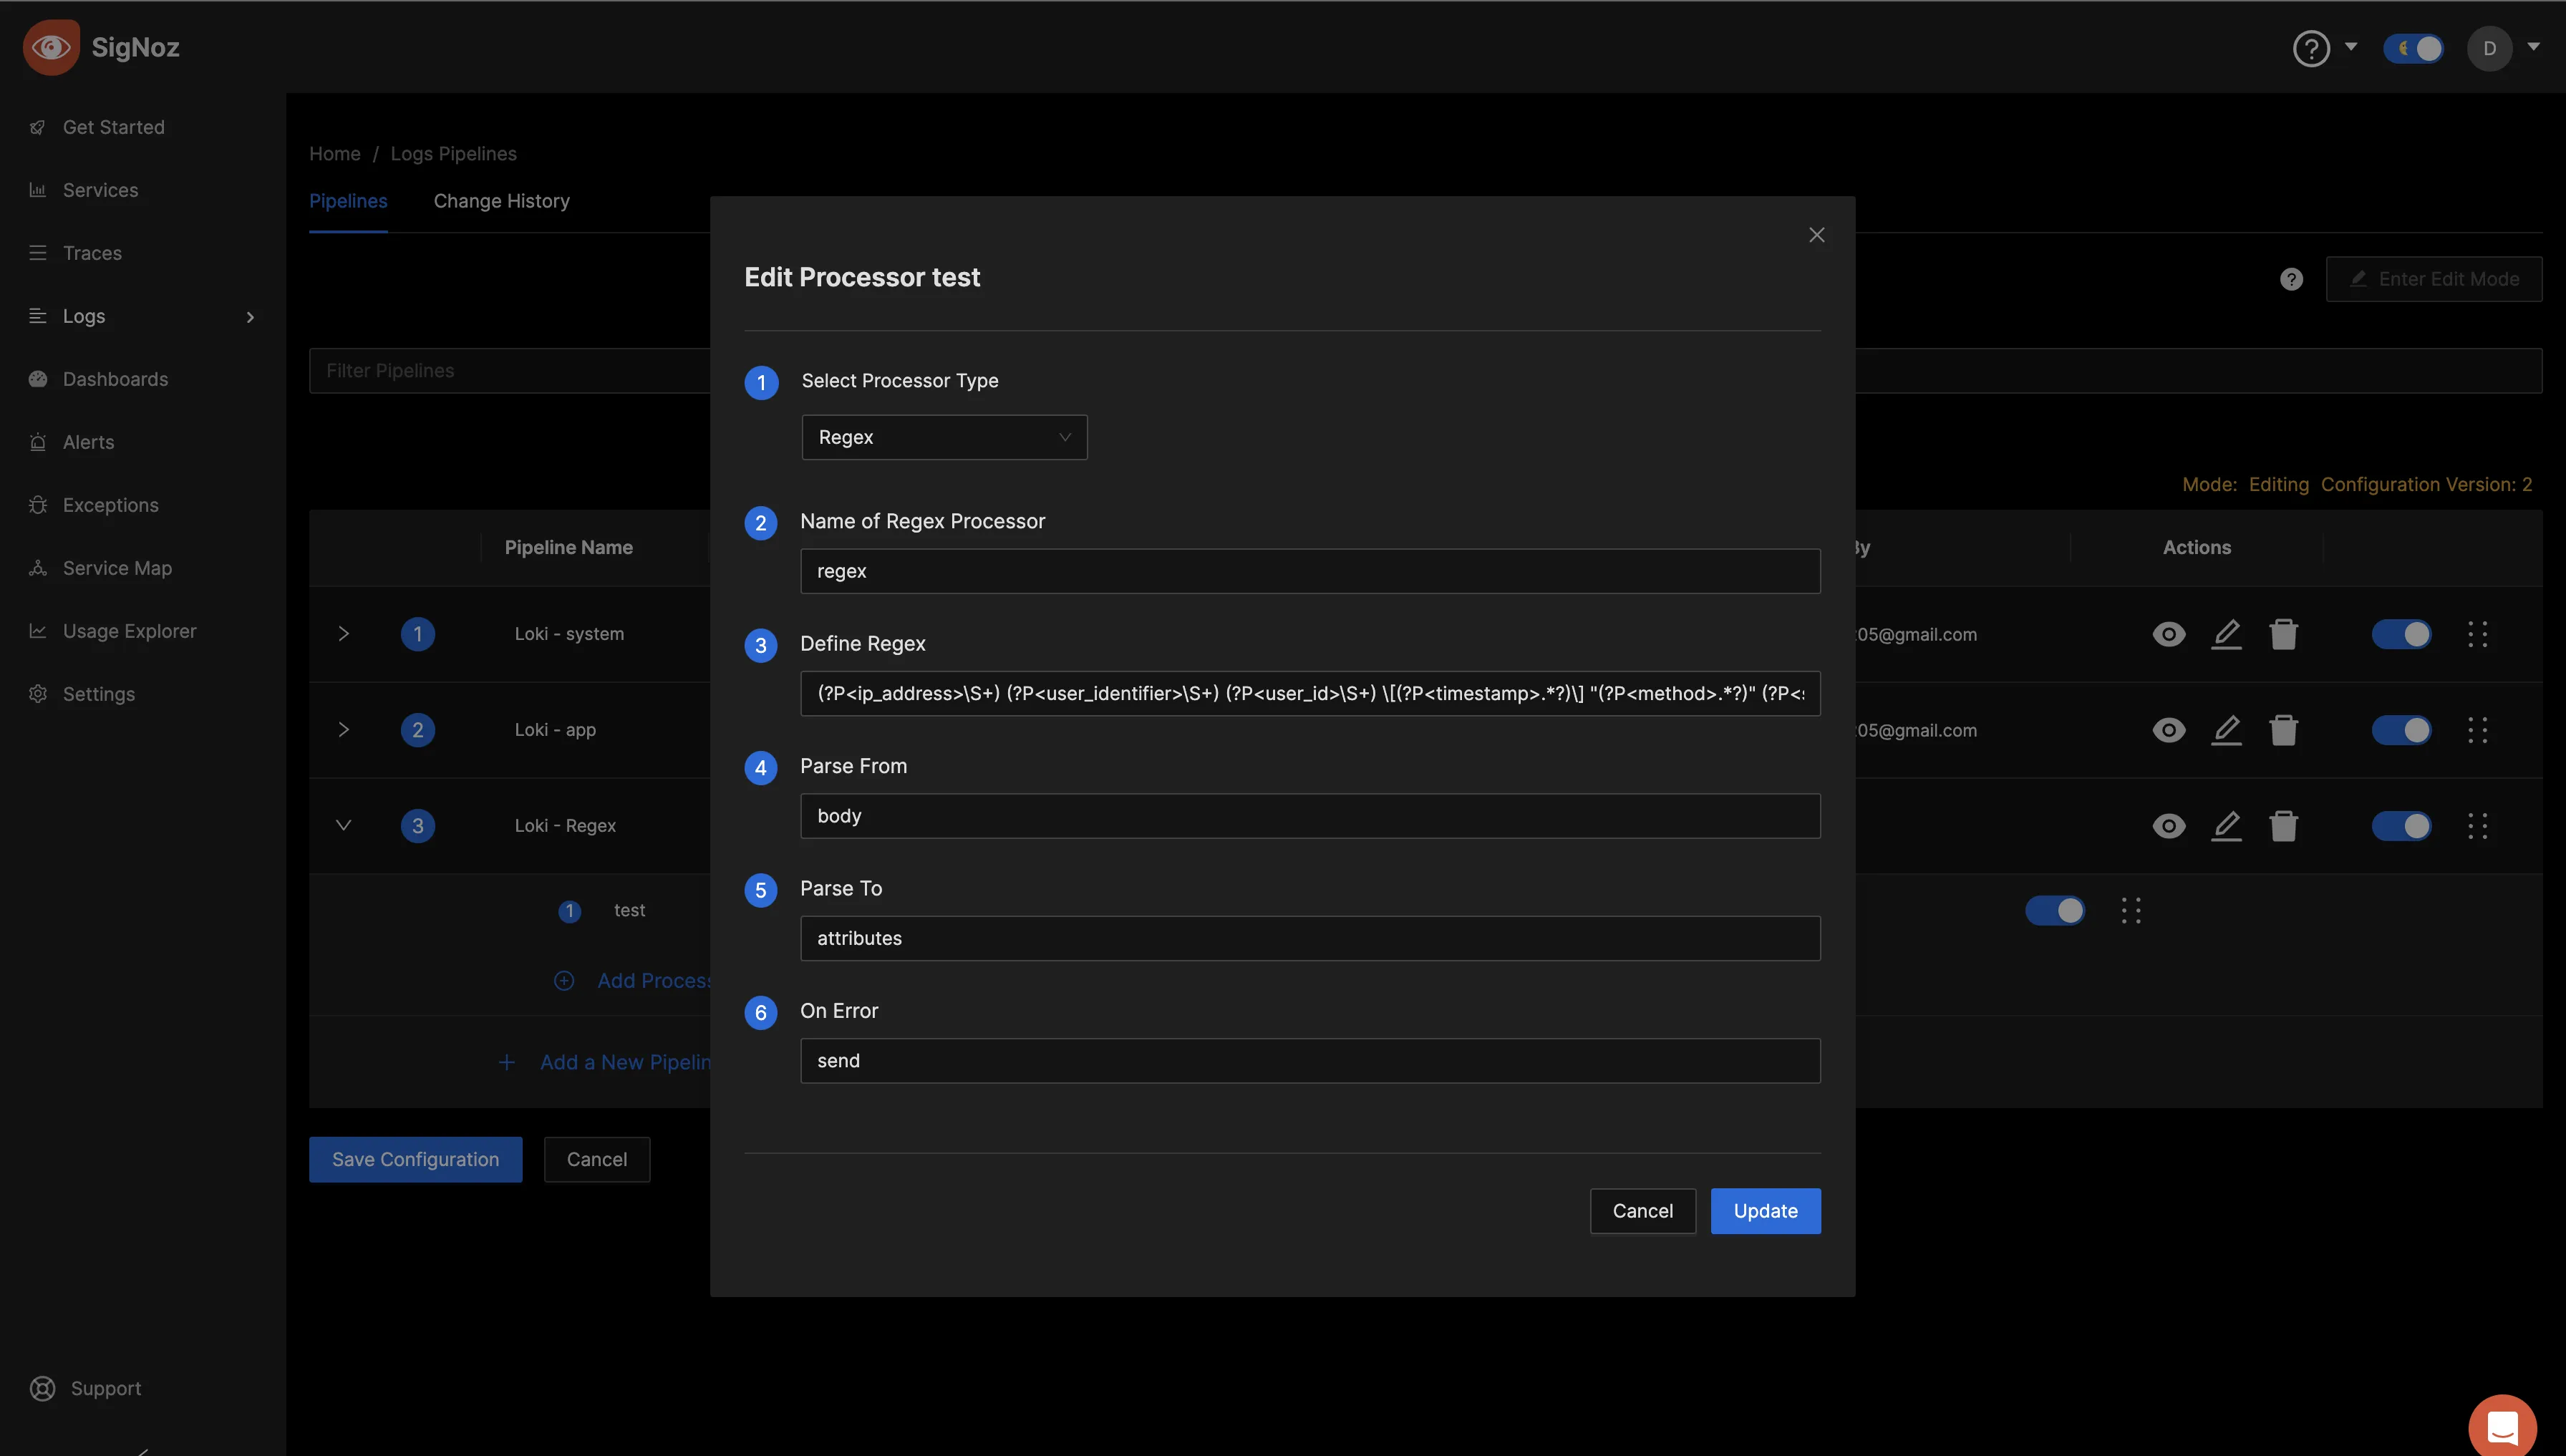 SigNoz
D
Get Started
Services
Traces
Logs
Dashboards
Alerts
Exceptions
Service Map
Usage Explorer
Settings
Support
Home / Logs Pipelines
Pipelines
Change History
Enter Edit Mode
Filter Pipelines
Mode: Editing Configuration Version: 2
Pipeline Name
By
Actions
1 Loki - system
:05@gmail.com
2 Loki - app
:05@gmail.com
3 Loki - Regex
1 test
Add Process
Add a New Pipelin
Save Configuration
Cancel
Edit Processor test
1 Select Processor Type
Regex
2 Name of Regex Processor
regex
3 Define Regex
(?P<ip_address>\S+) (?P<user_identifier>\S+) (?P<user_id>\S+) \[(?P<timestamp>.*?)\] "(?P<method>.*?)" (?P<
4 Parse From
body
5 Parse To
attributes
6 On Error
send
Cancel
Update